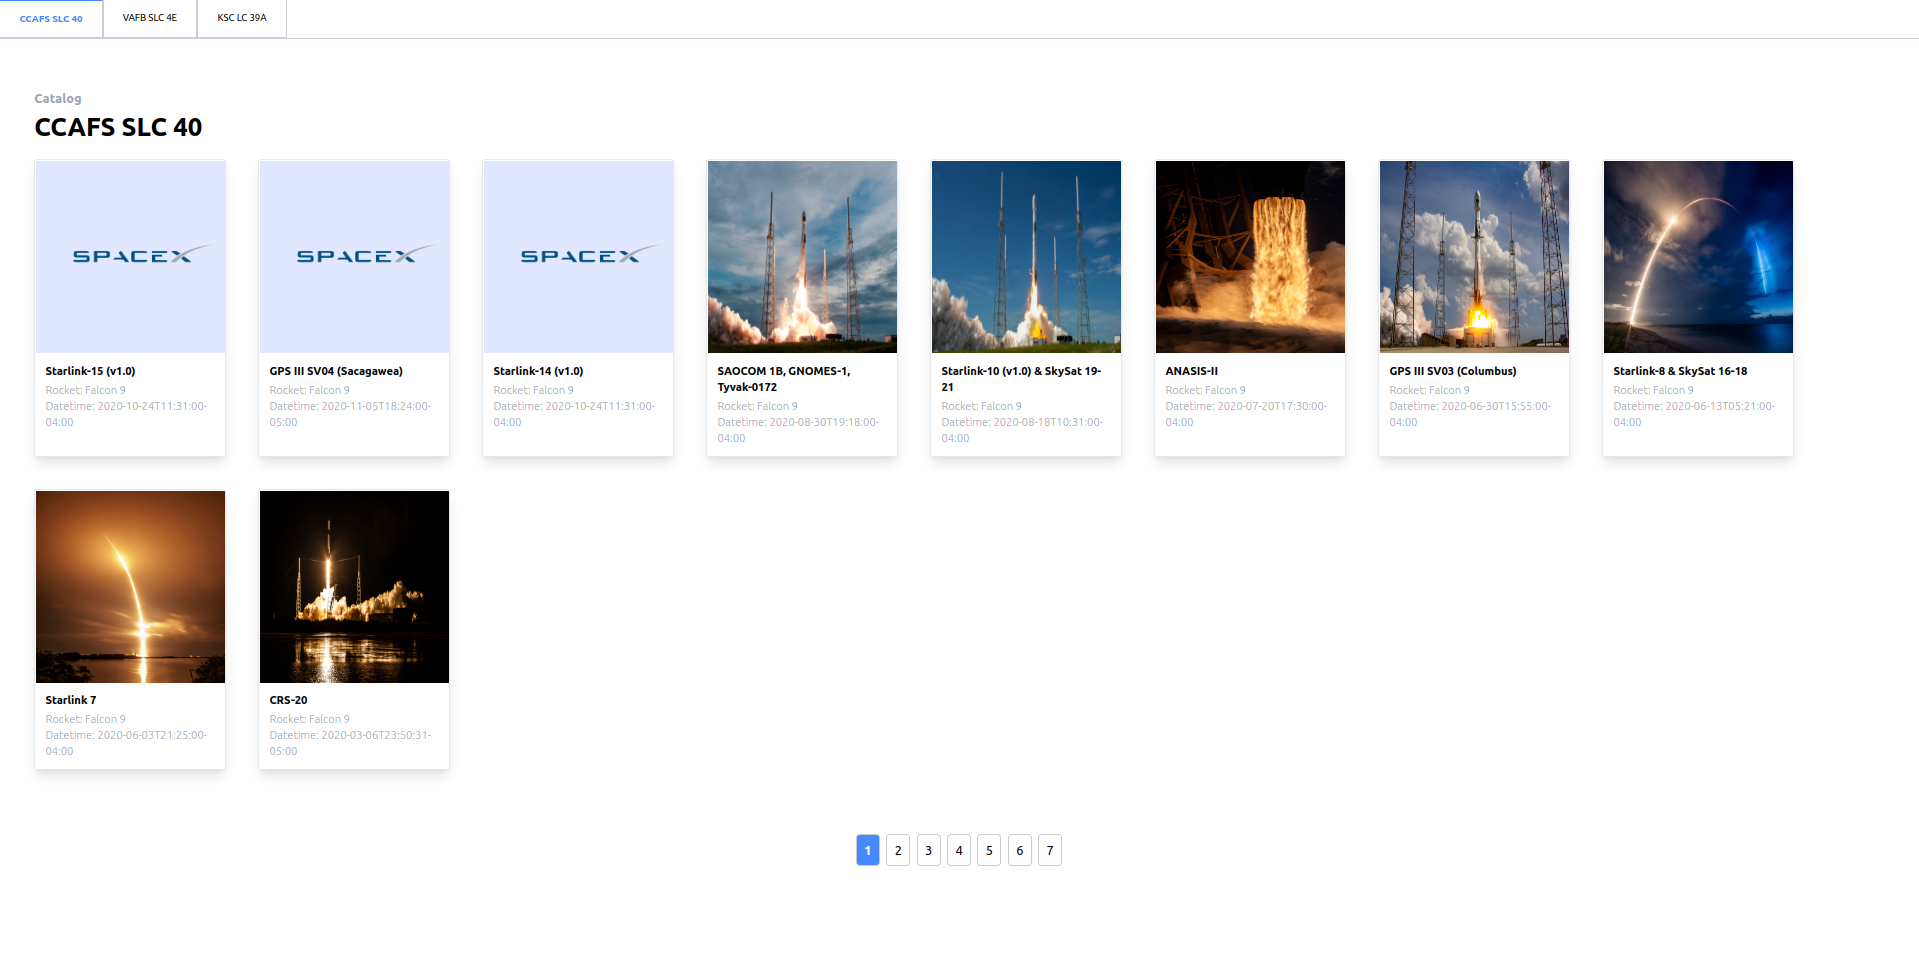 CCAFS SLC 40
VAFB SLC 4E
KSC LC 39A
Catalog
CCAFS SLC 40
SPACEX
SPACEX
SPACEX
Starlink-15 (v1.0)
Rocket: Falcon 9
Datetime: 2020-10-24T11:31:00-
04:00
GPS III SV04 (Sacagawea)
Rocket: Falcon 9
Datetime: 2020-11-05T18:24:00-
05:00
Starlink-14 (v1.0)
Rocket: Falcon 9
Datetime: 2020-10-24T11:31:00-
04:00
SAOCOM 1B, GNOMES-1,
Tyvak-0172
Rocket: Falcon 9
Datetime: 2020-08-30T19:18:00-
04:00
Starlink-10 (v1.0) & SkySat 19-
21
Rocket: Falcon 9
Datetime: 2020-08-18T10:31:00-
04:00
ANASIS-II
Rocket: Falcon 9
Datetime: 2020-07-20T17:30:00-
04:00
GPS III SV03 (Columbus)
Rocket: Falcon 9
Datetime: 2020-06-30T15:55:00-
04:00
Starlink-8 & SkySat 16-18
Rocket: Falcon 9
Datetime: 2020-06-13T05:21:00-
04:00
Starlink 7
Rocket: Falcon 9
Datetime: 2020-06-03T21:25:00-
04:00
CRS-20
Rocket: Falcon 9
Datetime: 2020-03-06T23:50:31-
05:00
1 2 3 4 5 6 7